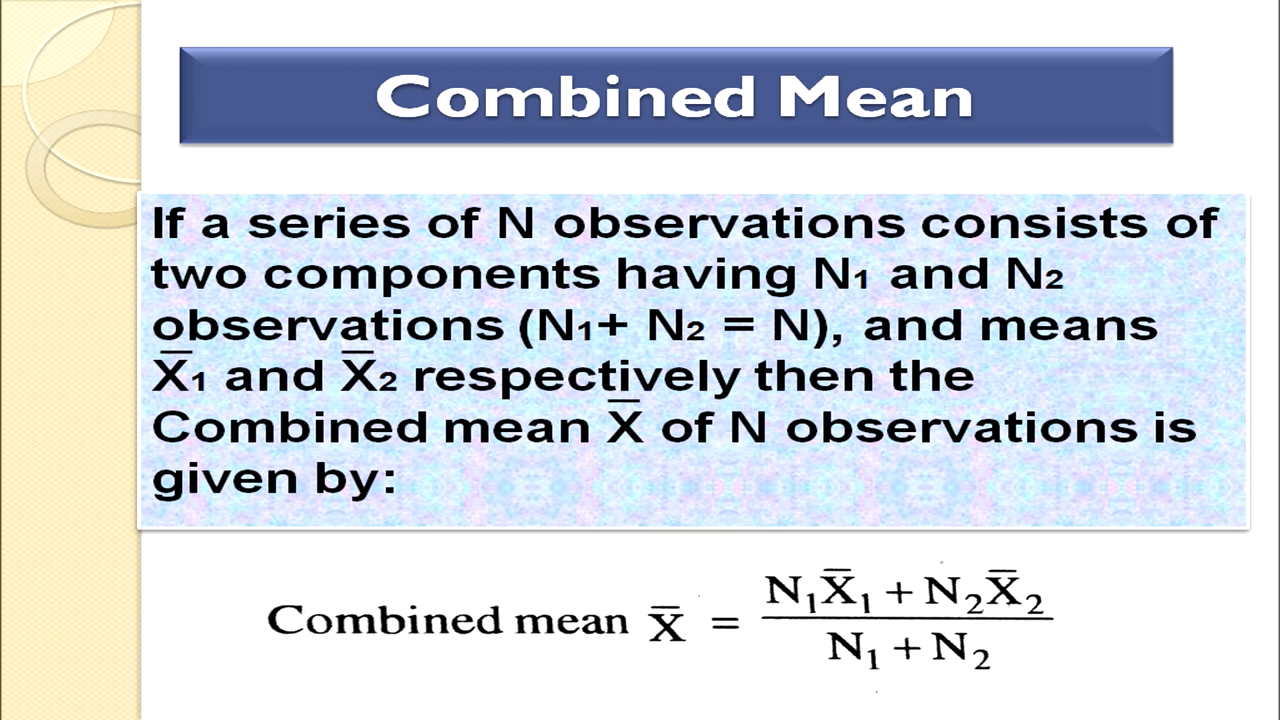 Combined Mean
If a series of N observations consists of
two components having N₁ and N₂
observations (N₁+ N₂ = N), and means
X̅₁ and X̅₂ respectively then the
Combined mean X̅ of N observations is
given by:
Combined mean X̅ = (N₁X̅₁ + N₂X̅₂) / (N₁ + N₂)